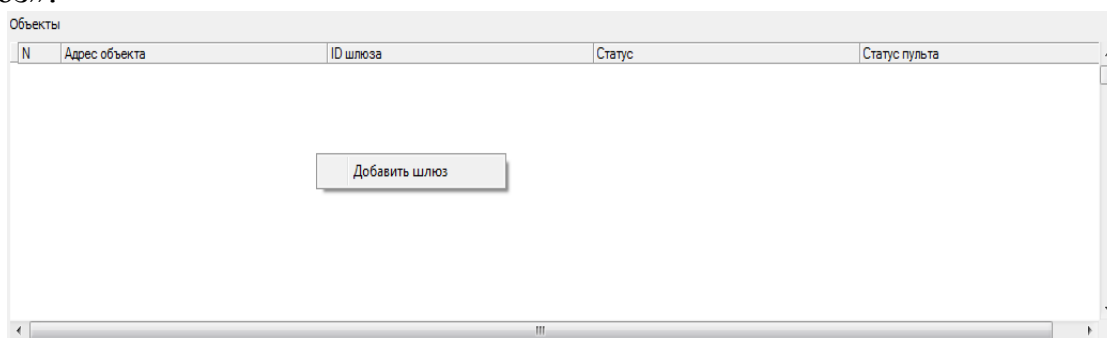 Объекты
N Адрес объекта ID шлюза Статус Статус пульта
Добавить шлюз